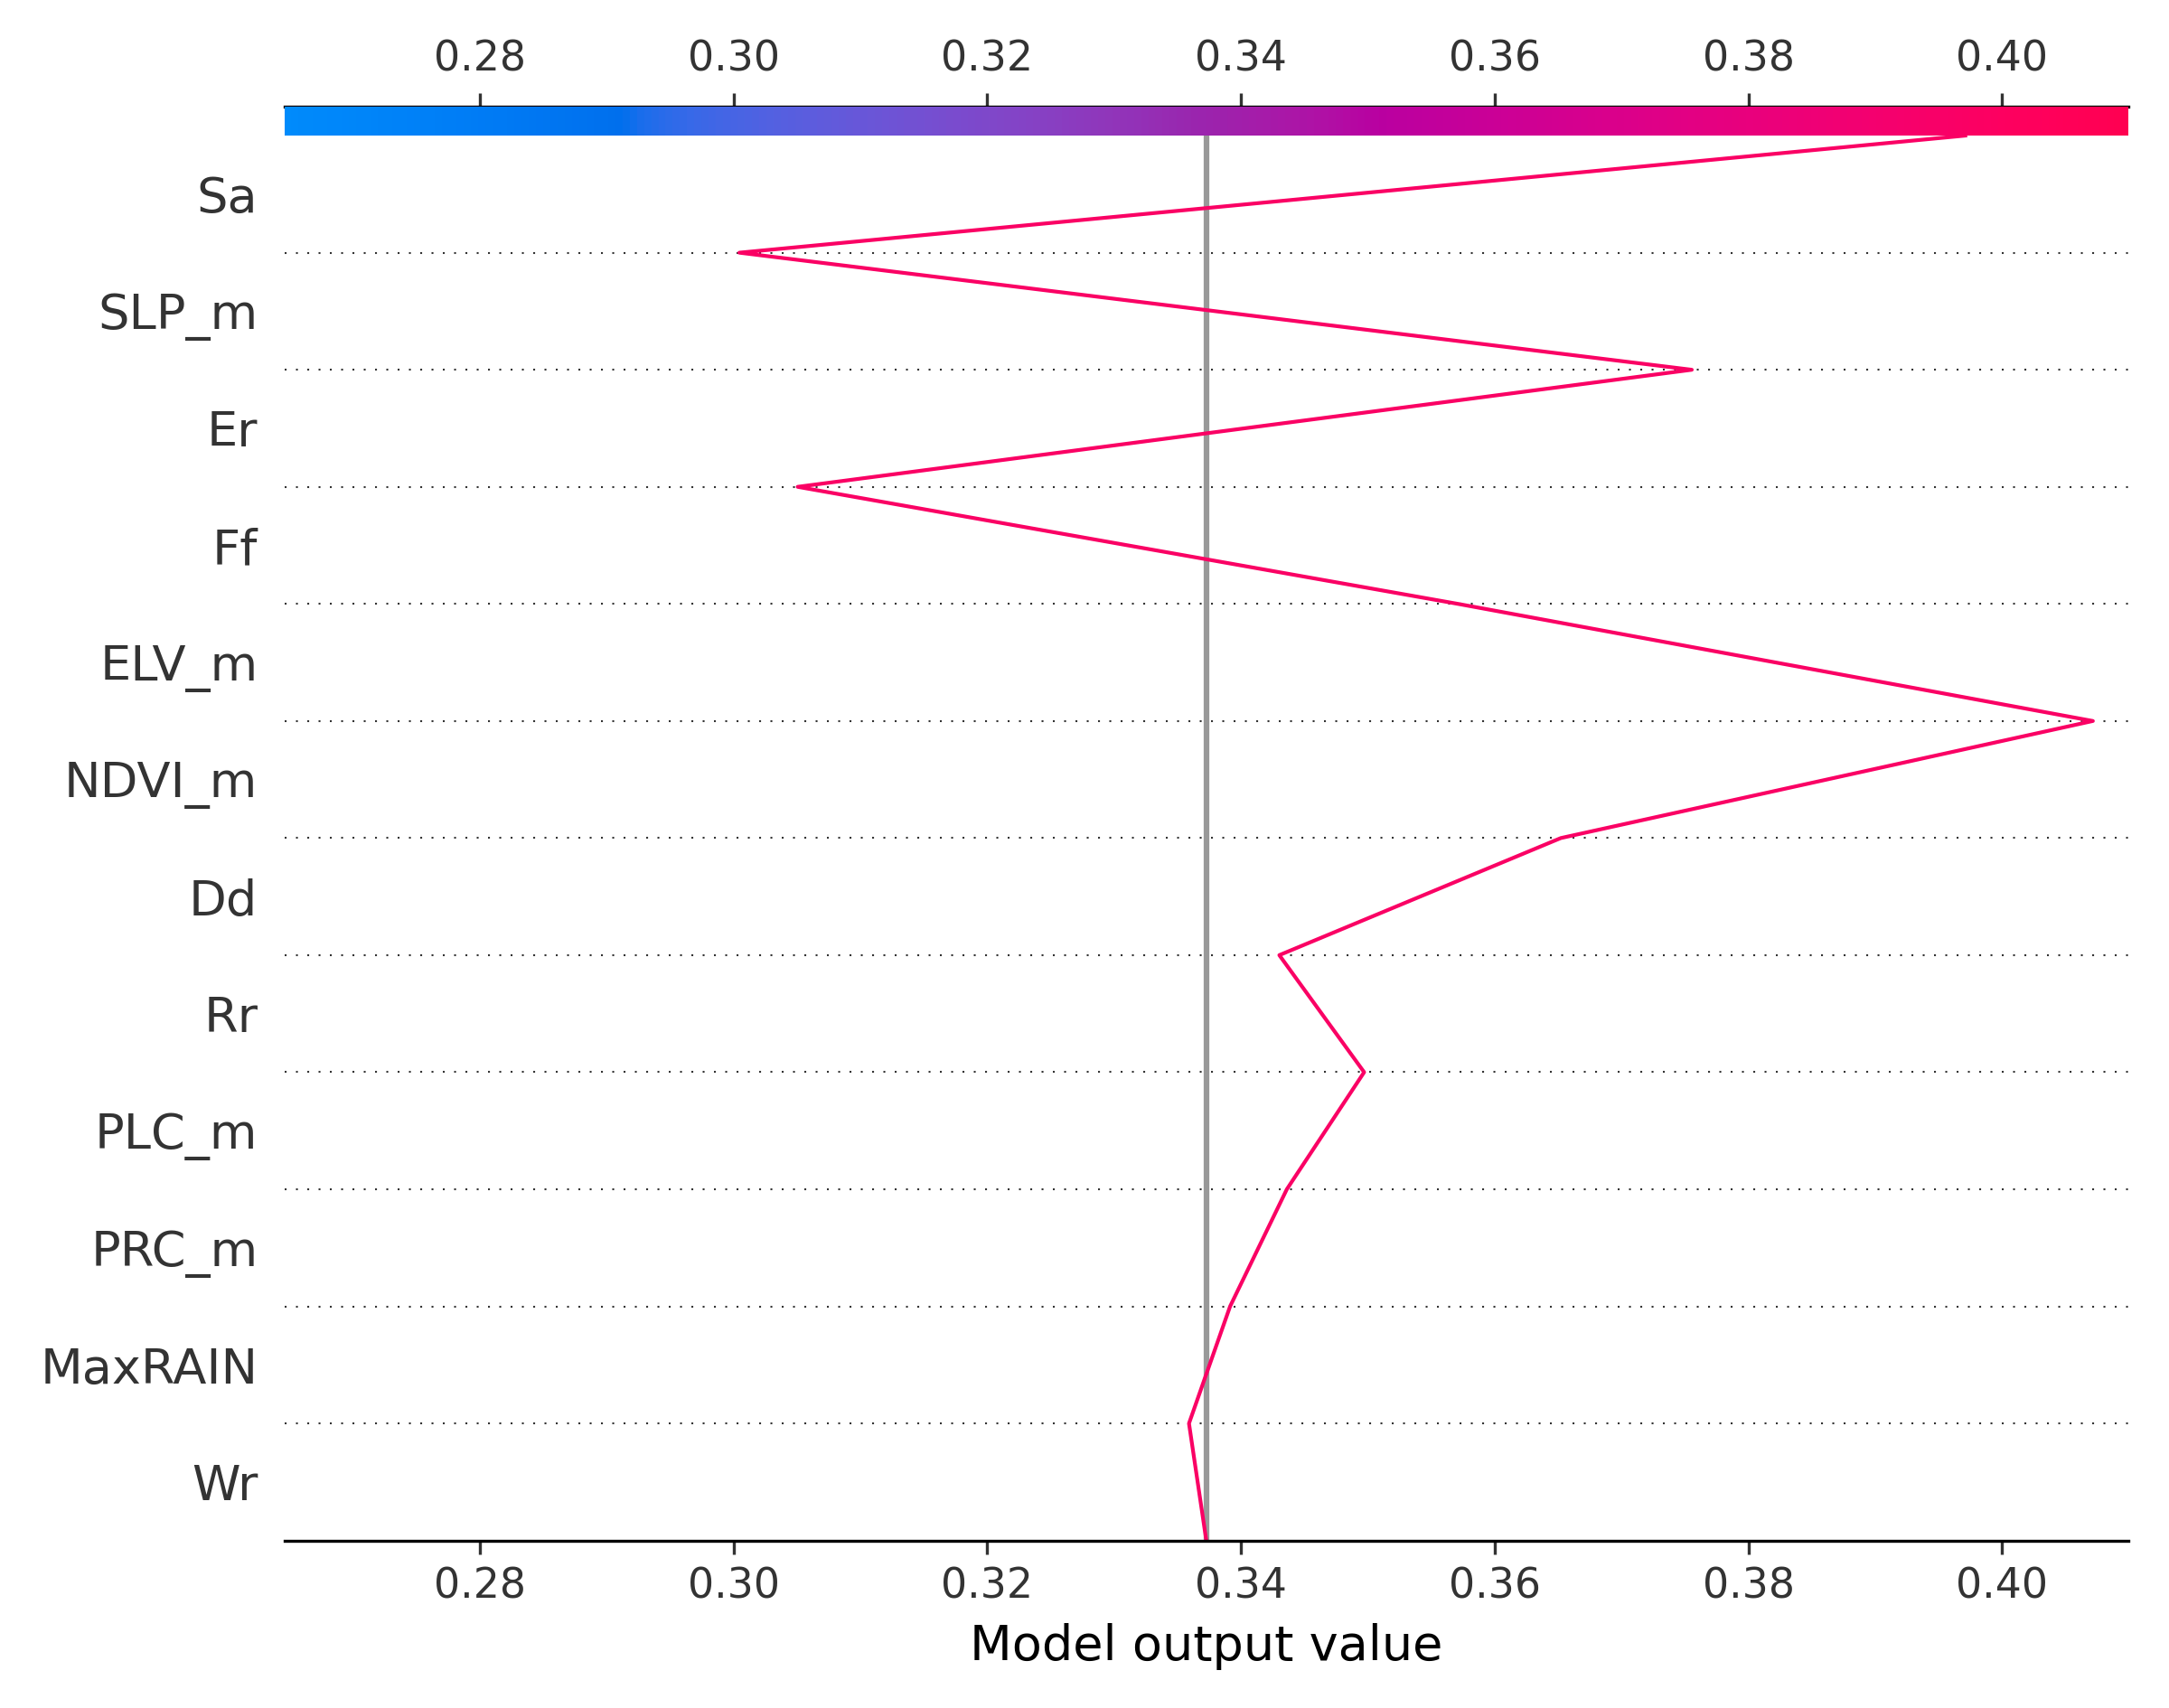 0.28 0.30 0.32 0.34 0.36 0.38 0.40
Sa
SLP_m
Er
Ff
ELV_m
NDVI_m
Dd
Rr
PLC_m
PRC_m
MaxRAIN
Wr
0.28 0.30 0.32 0.34 0.36 0.38 0.40
Model output value